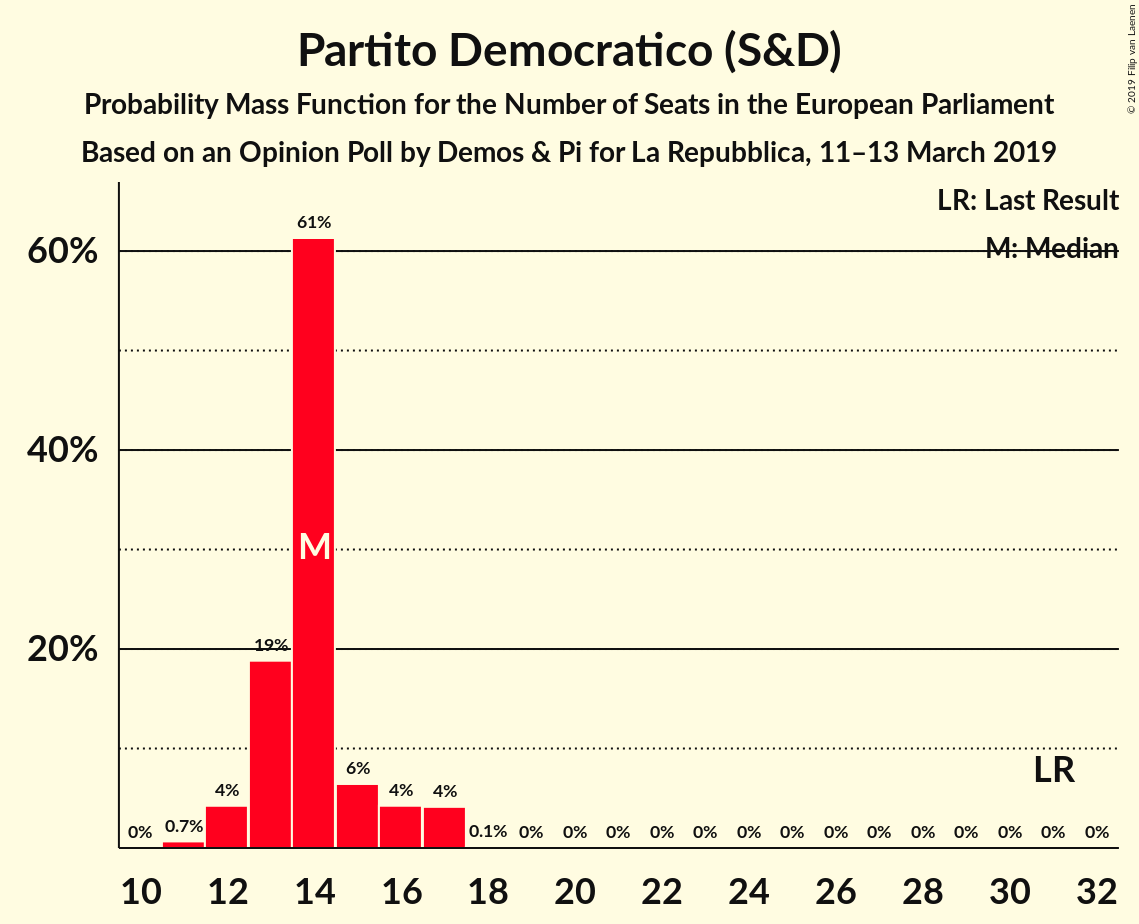 Partito Democratico (S&D)
Probability Mass Function for the Number of Seats in the European Parliament
Based on an Opinion Poll by Demos & Pi for La Repubblica, 11–13 March 2019
© 2019 Filip van Laenen
LR: Last Result
M: Median
60%
40%
20%
61%
M
19%
6%
4%
4%
4%
LR
0%
0.7%
0.1%
0%
0%
0%
0%
0%
0%
0%
0%
0%
0%
0%
0%
0%
0%
10 12 14 16 18 20 22 24 26 28 30 32